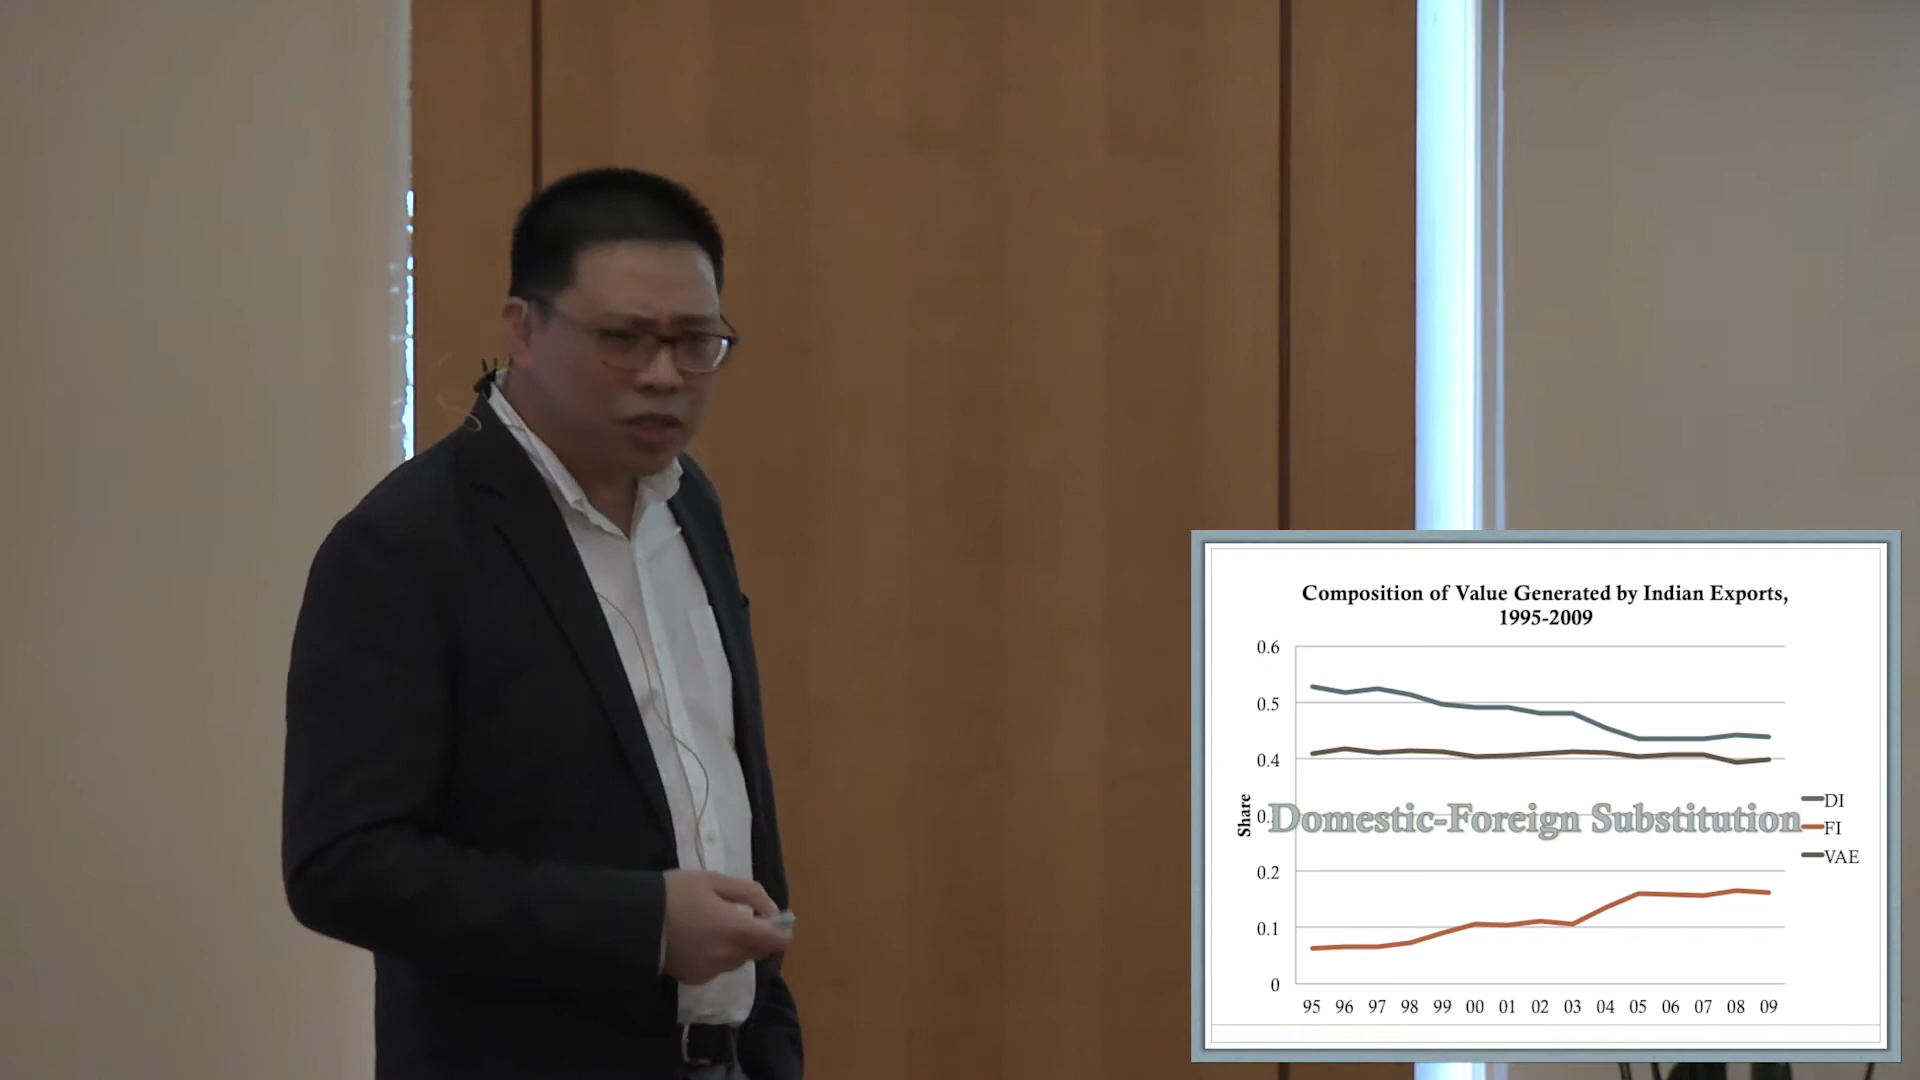 Composition of Value Generated by Indian Exports,
1995-2009
0.6
0.5
0.4
0.2
0.1
0
Share
Domestic-Foreign Substitution
DI
FI
VAE
95 96 97 98 99 00 01 02 03 04 05 06 07 08 09